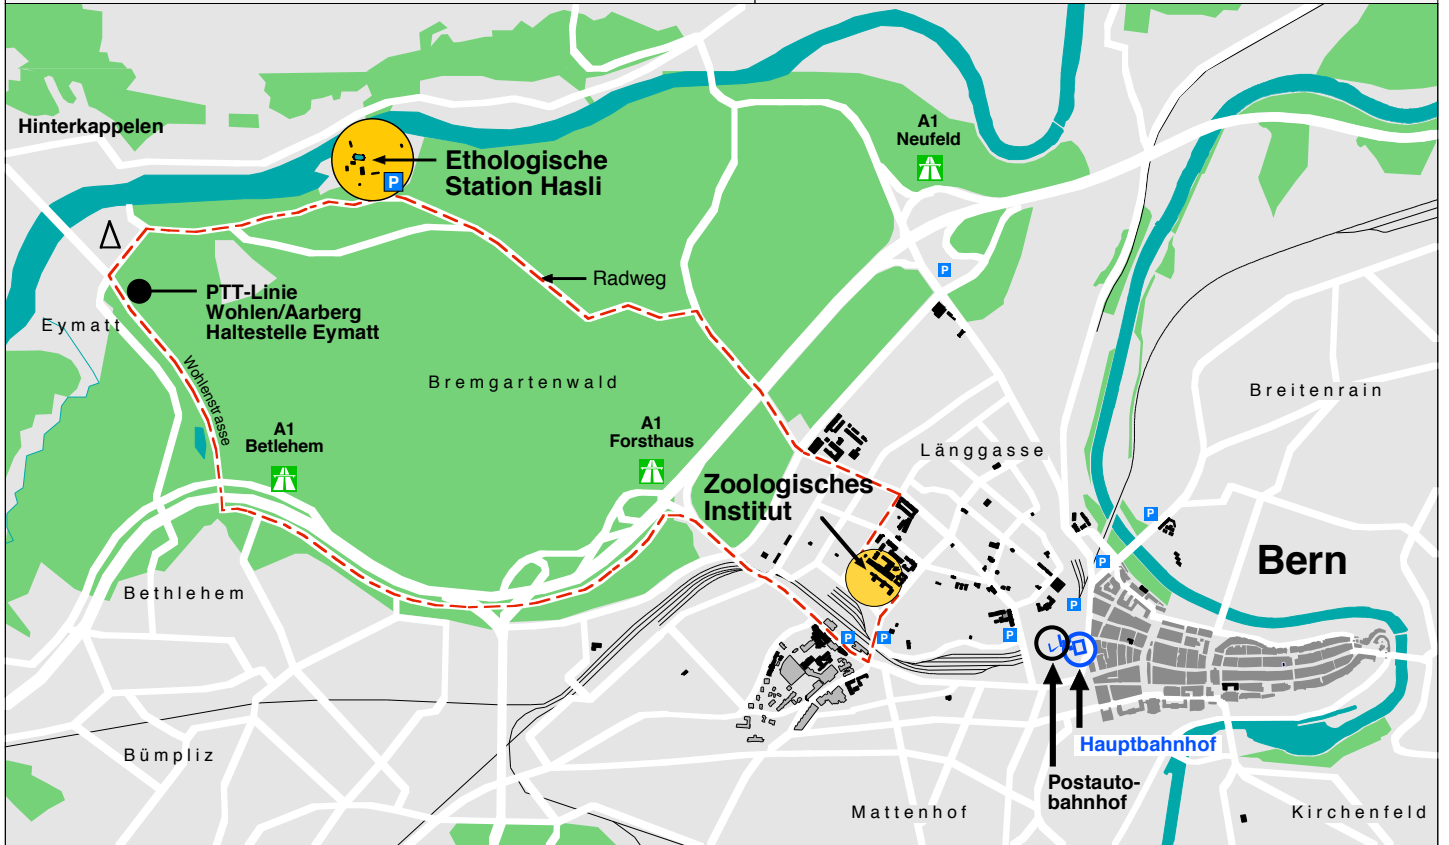 Hinterkappelen
A1
Neufeld
Ethologische
Station Hasli
P
P
Radweg
PTT-Linie
Wohlen/Aarberg
Haltestelle Eymatt
Eymatt
Wohlenstrasse
Bremgartenwald
Breitenrain
A1
Betlehem
A1
Forsthaus
Länggasse
Zoologisches
Institut
P
Bern
P
Bethlehem
P
P
P
P
Hauptbahnhof
Bümpliz
Postauto-
bahnhof
Mattenhof
Kirchenfeld